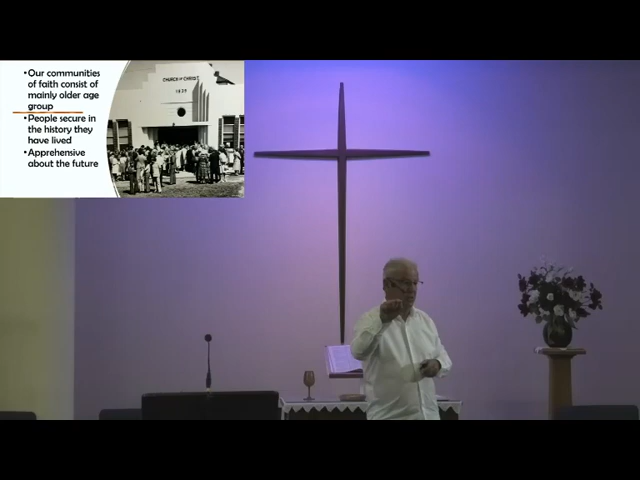 •Our communities
of faith consist of
mainly older age
group
•People secure in
the history they
have lived
•Apprehensive
about the future
CHURCH OF CHRIST
1939